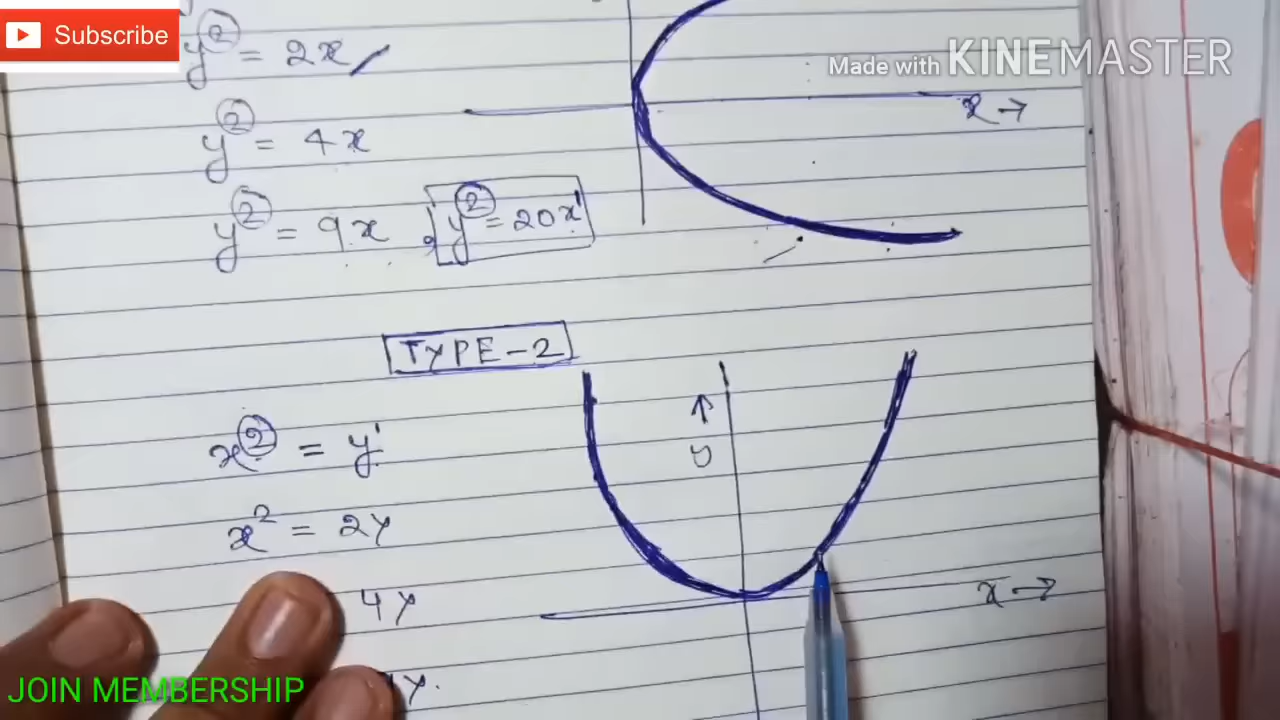 Subscribe
y² = 2x
Made with KINEMASTER
x →
y² = 4x
y² = 9x , y² = 20x
TYPE-2
x² = y
↑
y
x² = 2y
4y
x →
y.
JOIN MEMBERSHIP